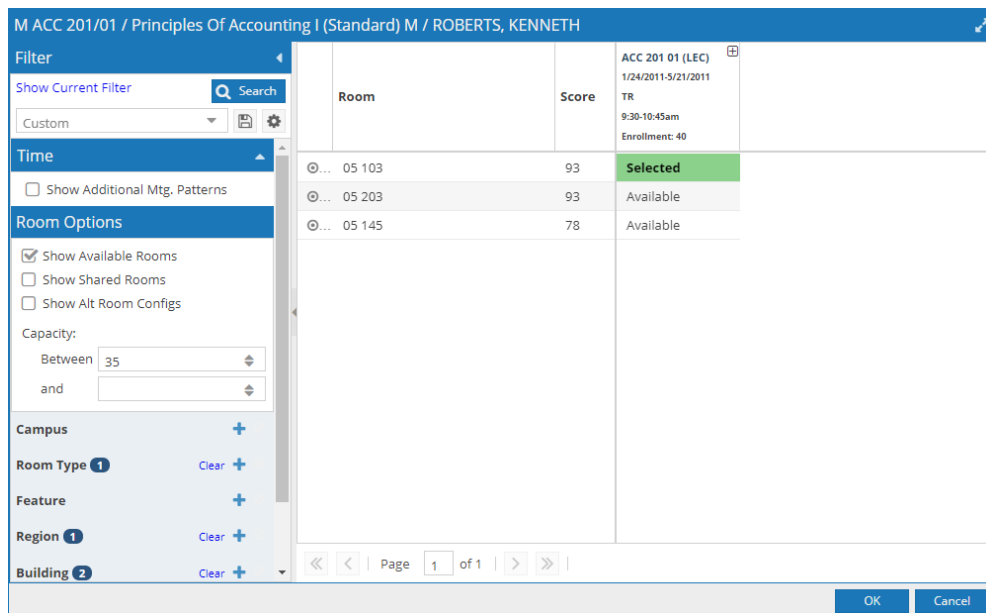 M ACC 201/01 / Principles Of Accounting I (Standard) M / ROBERTS, KENNETH
Filter
Show Current Filter
Search
Custom
Time
Show Additional Mtg. Patterns
Room Options
Show Available Rooms
Show Shared Rooms
Show Alt Room Configs
Capacity:
Between 35
and
Campus
Room Type 1 Clear
Feature
Region 1 Clear
Building 2 Clear
Room Score
ACC 201 01 (LEC)
1/24/2011-5/21/2011
TR
9:30-10:45am
Enrollment: 40
05 103 93 Selected
05 203 93 Available
05 145 78 Available
Page 1 of 1
OK Cancel